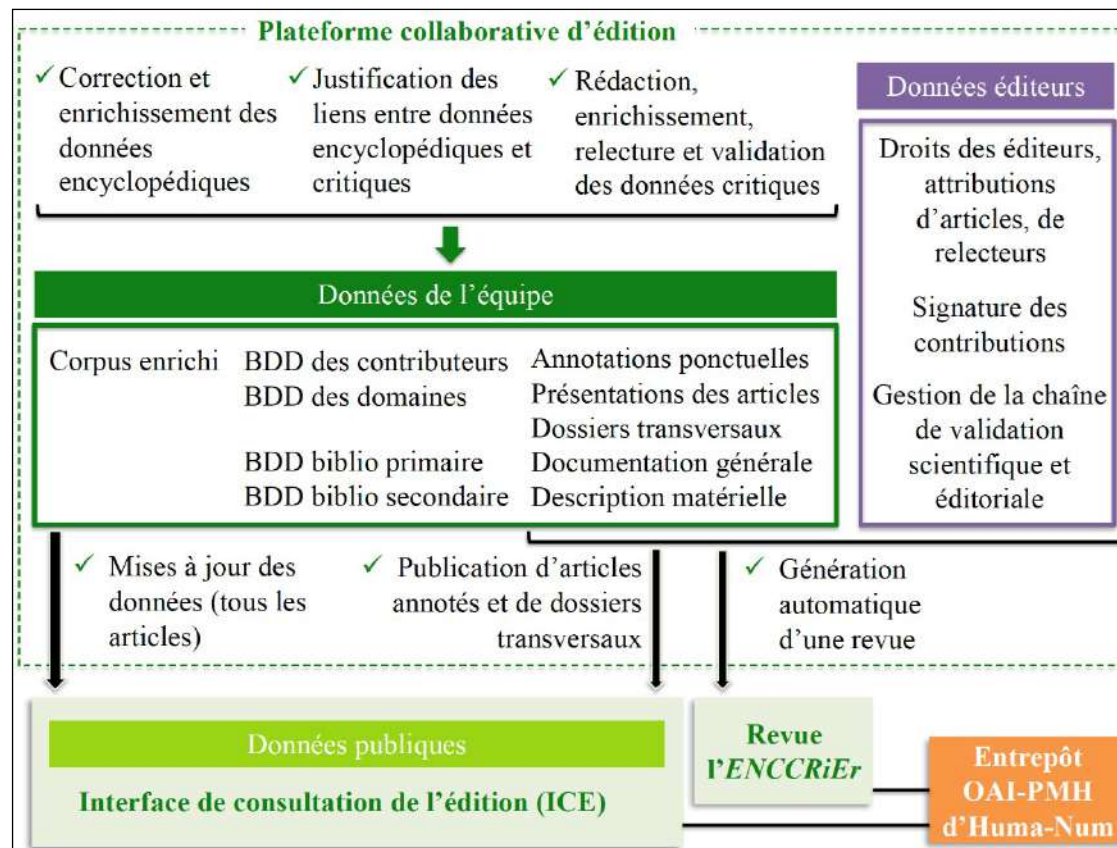 Plateforme collaborative d'édition
✓ Correction et
enrichissement des
données
encyclopédiques
✓ Justification des
liens entre données
encyclopédiques et
critiques
✓ Rédaction,
enrichissement,
relecture et validation
des données critiques
Données éditeurs
Droits des éditeurs,
attributions
d'articles, de
relecteurs
Signature des
contributions
Gestion de la chaîne
de validation
scientifique et
éditoriale
Données de l'équipe
Corpus enrichi
BDD des contributeurs
BDD des domaines
BDD biblio primaire
BDD biblio secondaire
Annotations ponctuelles
Présentations des articles
Dossiers transversaux
Documentation générale
Description matérielle
✓ Mises à jour des
données (tous les
articles)
✓ Publication d'articles
annotés et de dossiers
transversaux
✓ Génération
automatique
d'une revue
Données publiques
Interface de consultation de l'édition (ICE)
Revue
l'ENCCRiEr
Entrepôt
OAI-PMH
d'Huma-Num